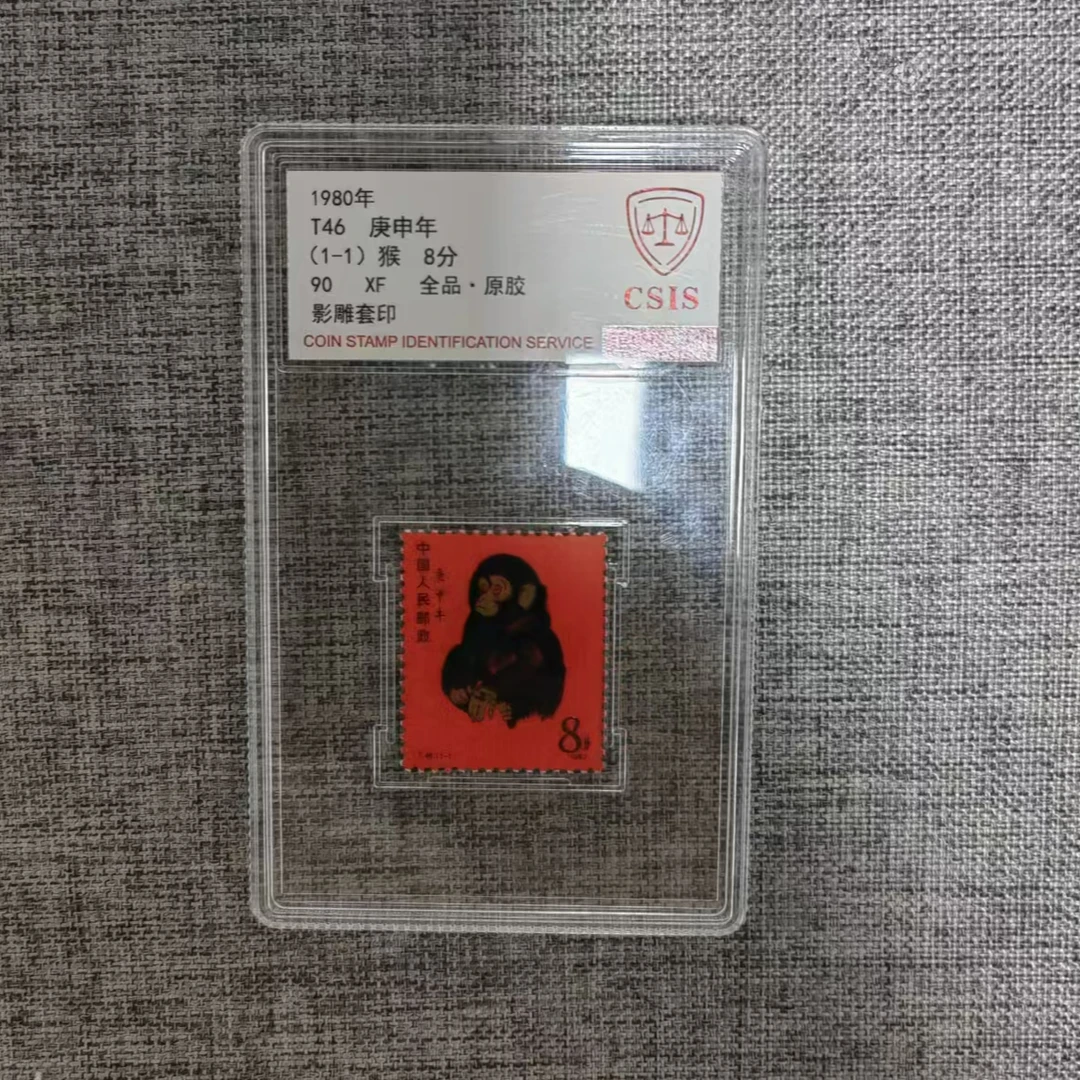 1980年
T46 庚申年
(1-1) 猴 8分
90 XF 全品·原胶
影雕套印
COIN STAMP IDENTIFICATION SERVICE
CSIS
中国人民邮政
庚申年
8分